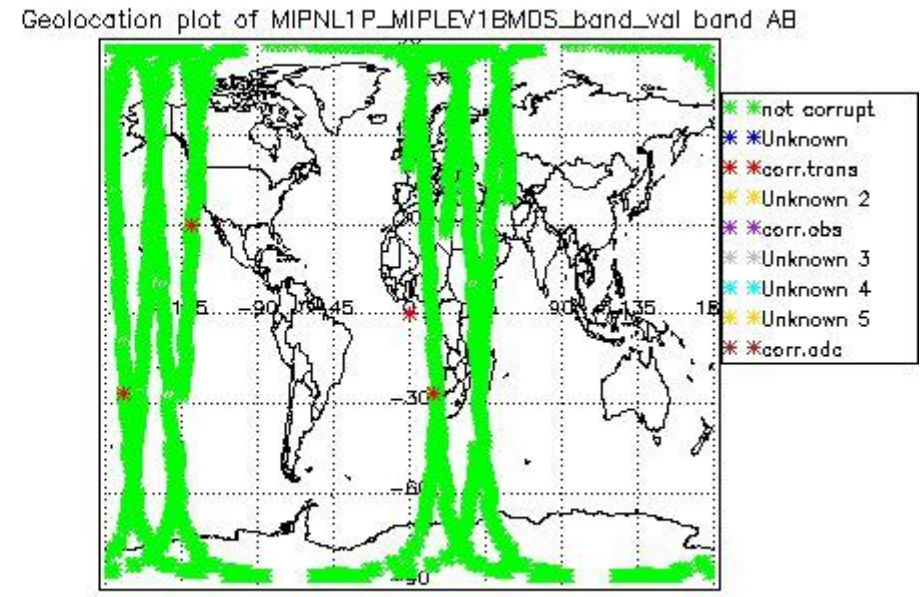 Geolocation plot of MIPNL1P_MIPLEV1BMDS_band_val band AB
not corrupt
Unknown
corr.trans
Unknown 2
corr.obs
Unknown 3
Unknown 4
Unknown 5
corr.adc
-90
45
90
135
-30
-60
-90